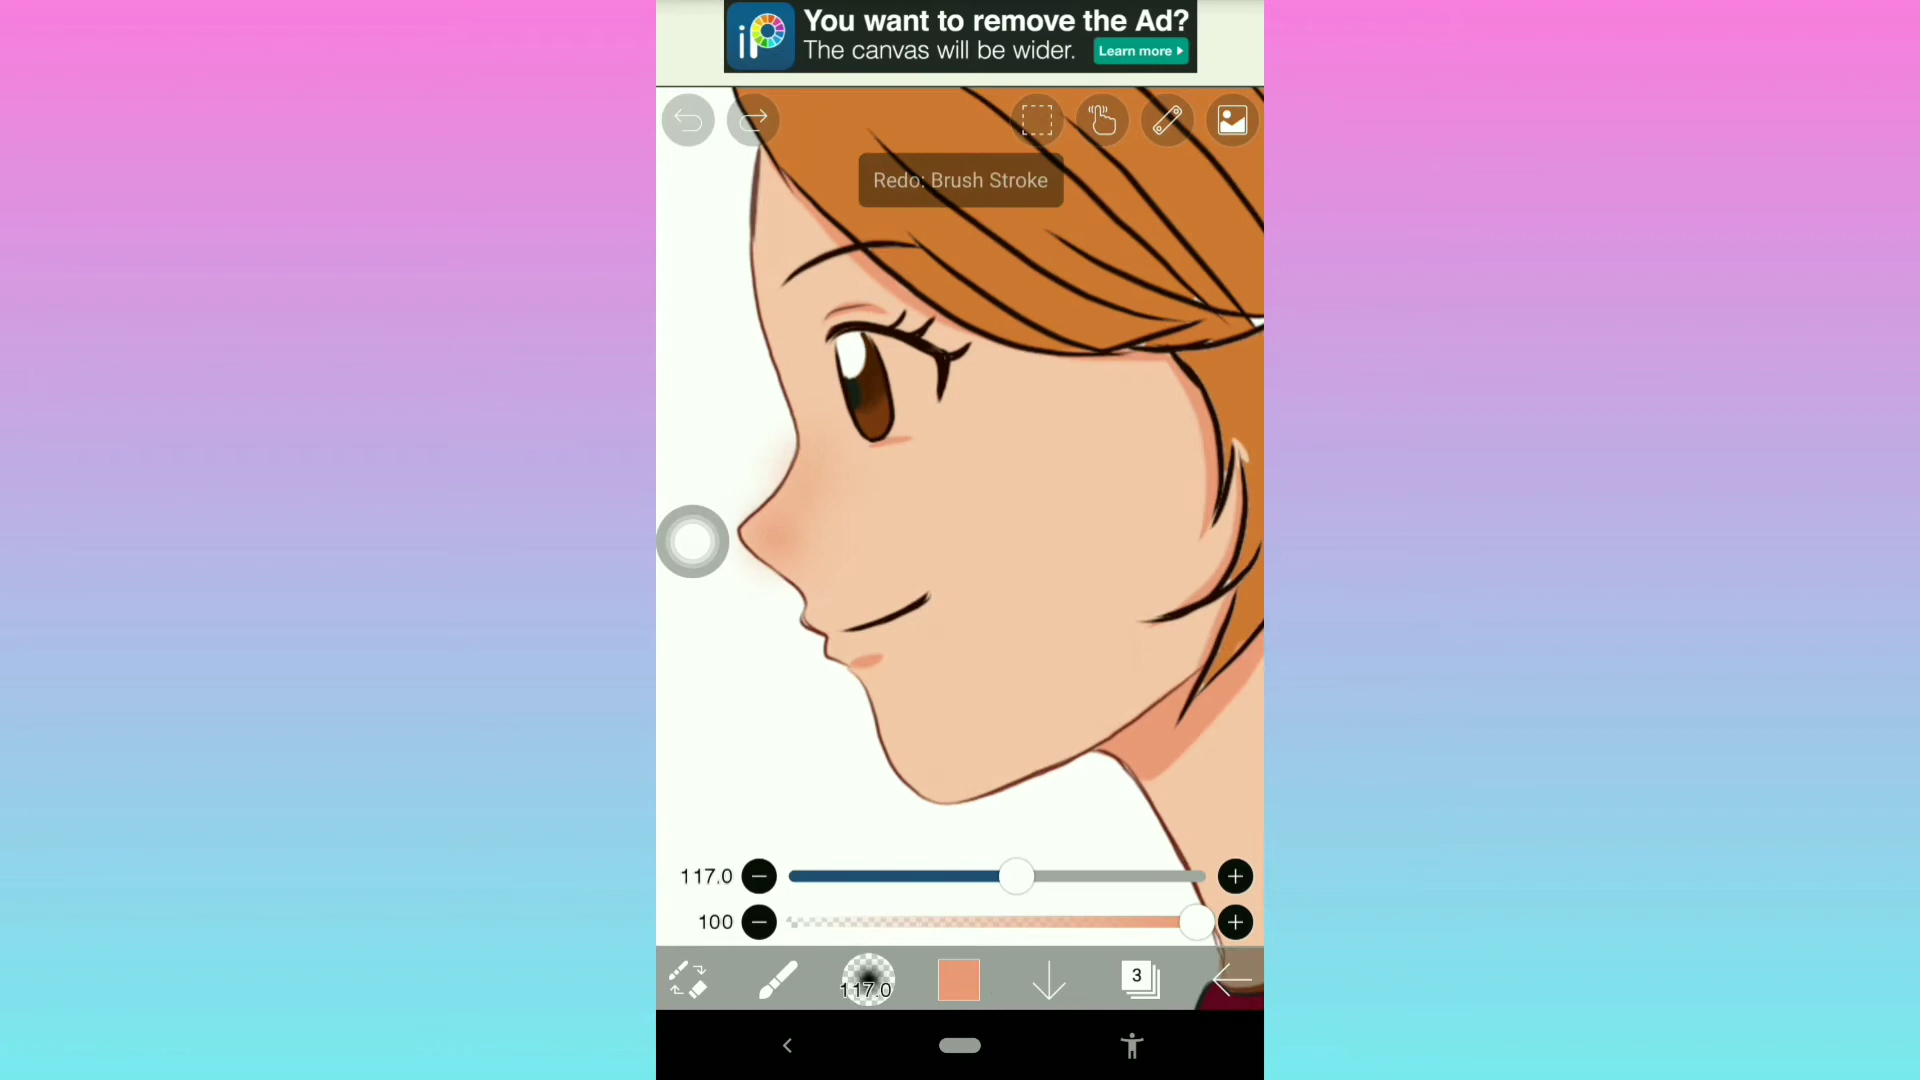 iP
You want to remove the Ad?
The canvas will be wider.
Learn more
Redo: Brush Stroke
117.0
100
117.0
3